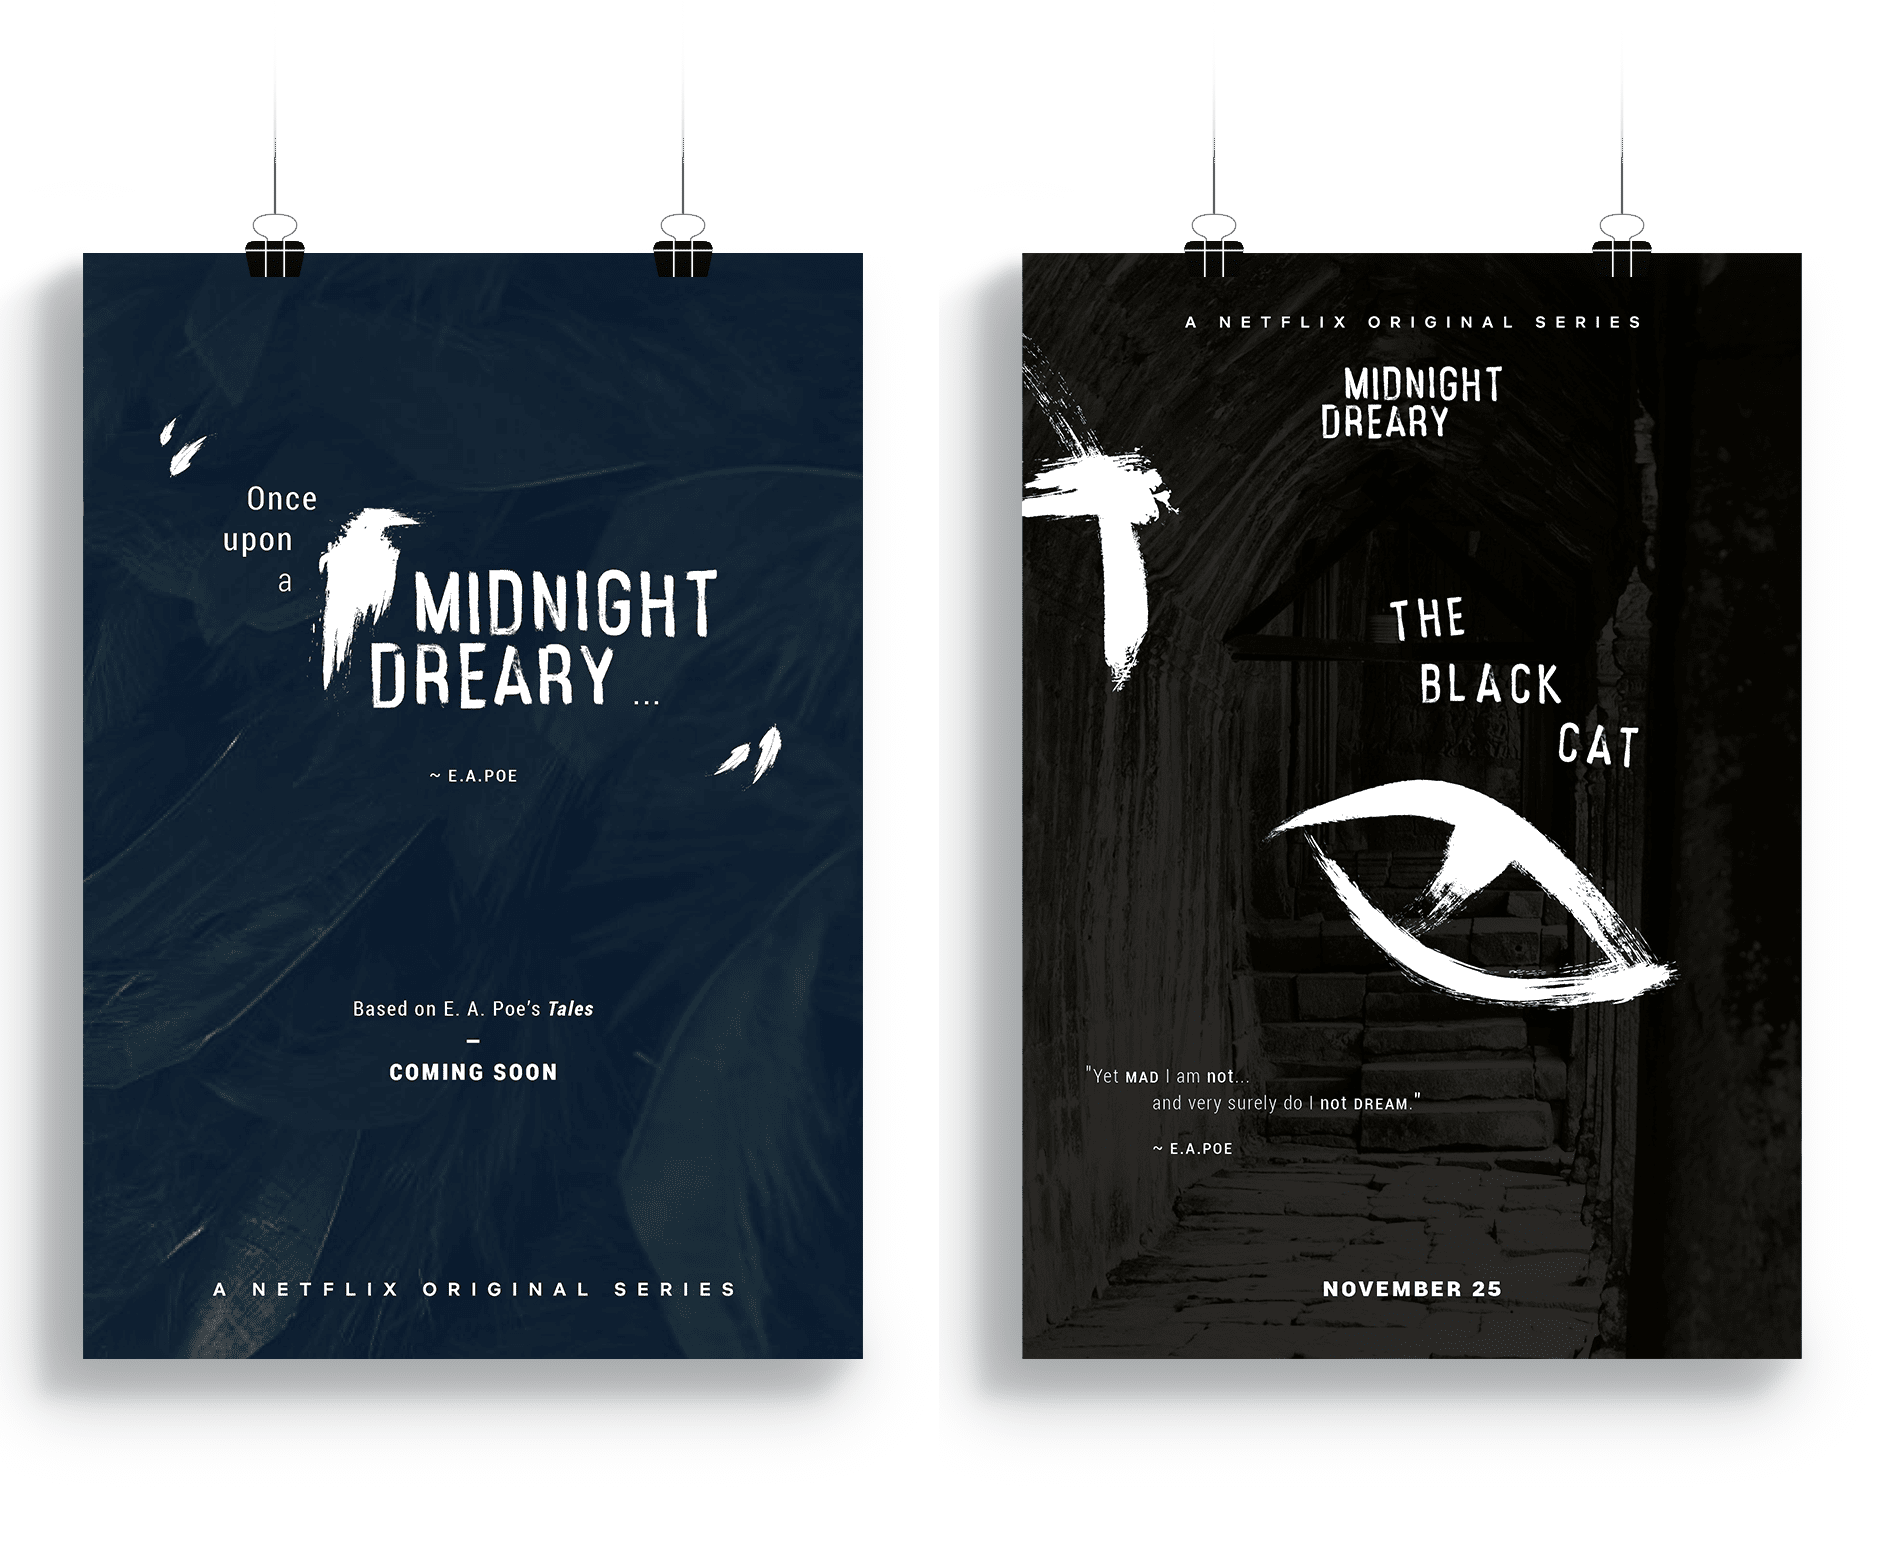 Once
upon
a
MIDNIGHT
DREARY ...
~ E.A.POE
Based on E. A. Poe's Tales
–
COMING SOON
A NETFLIX ORIGINAL SERIES
A NETFLIX ORIGINAL SERIES
MIDNIGHT
DREARY
THE
BLACK
CAT
"Yet MAD I am not...
and very surely do I not DREAM."
~ E.A.POE
NOVEMBER 25